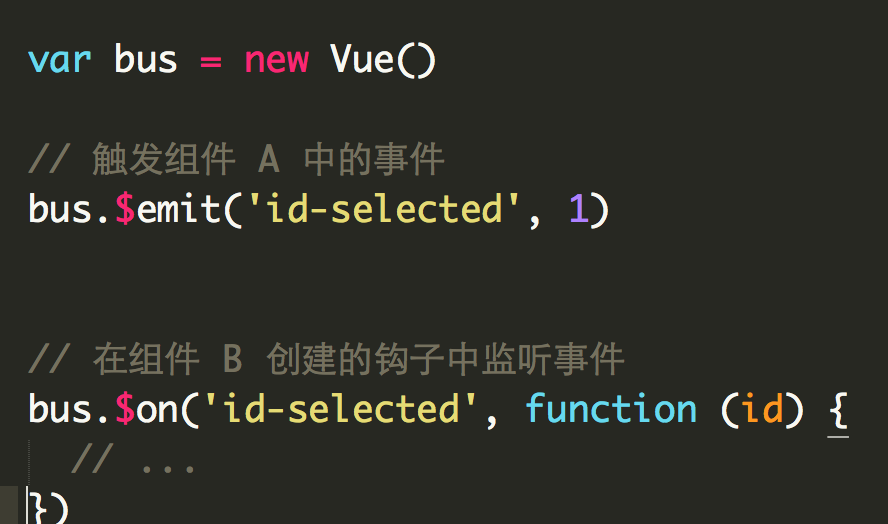 var bus = new Vue()
// 触发组件 A 中的事件
bus.$emit('id-selected', 1)
// 在组件 B 创建的钩子中监听事件
bus.$on('id-selected', function (id) {
// ...
})